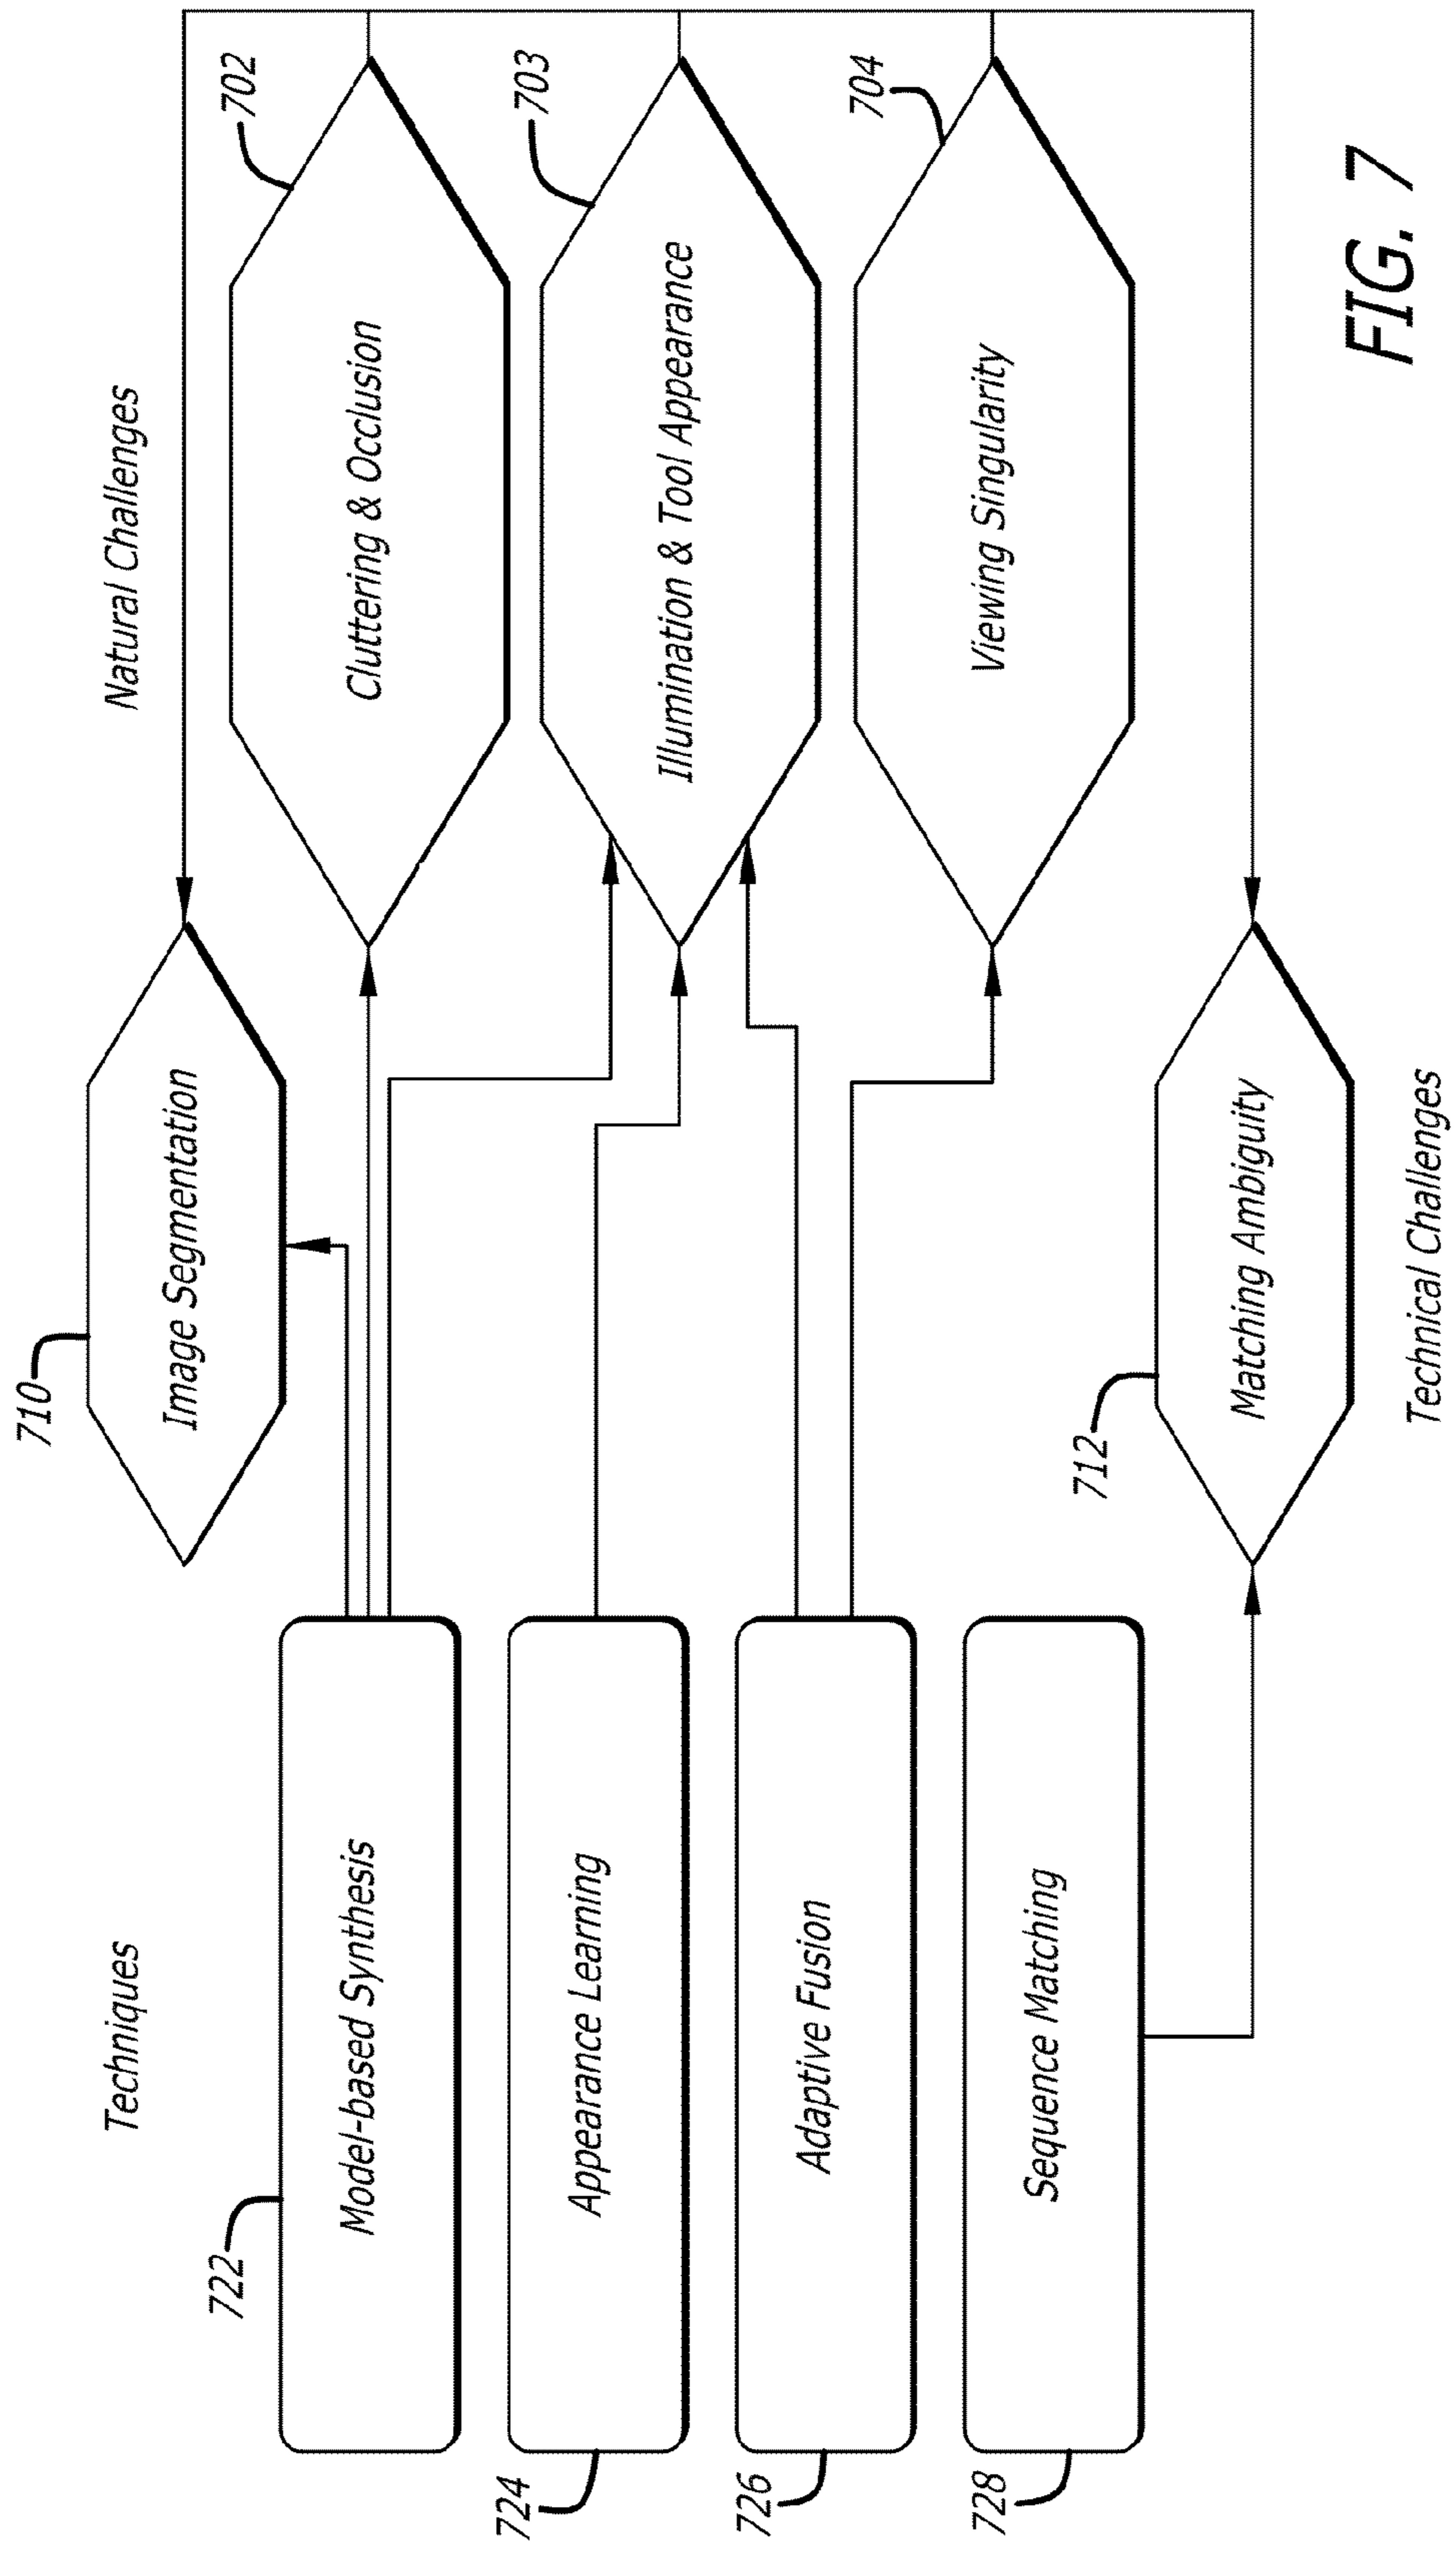 Techniques
Natural Challenges
710
Image Segmentation
722
Model-based Synthesis
702
Cluttering & Occlusion
724
Appearance Learning
703
Illumination & Tool Appearance
726
Adaptive Fusion
704
Viewing Singularity
728
Sequence Matching
712
Matching Ambiguity
Technical Challenges
FIG. 7